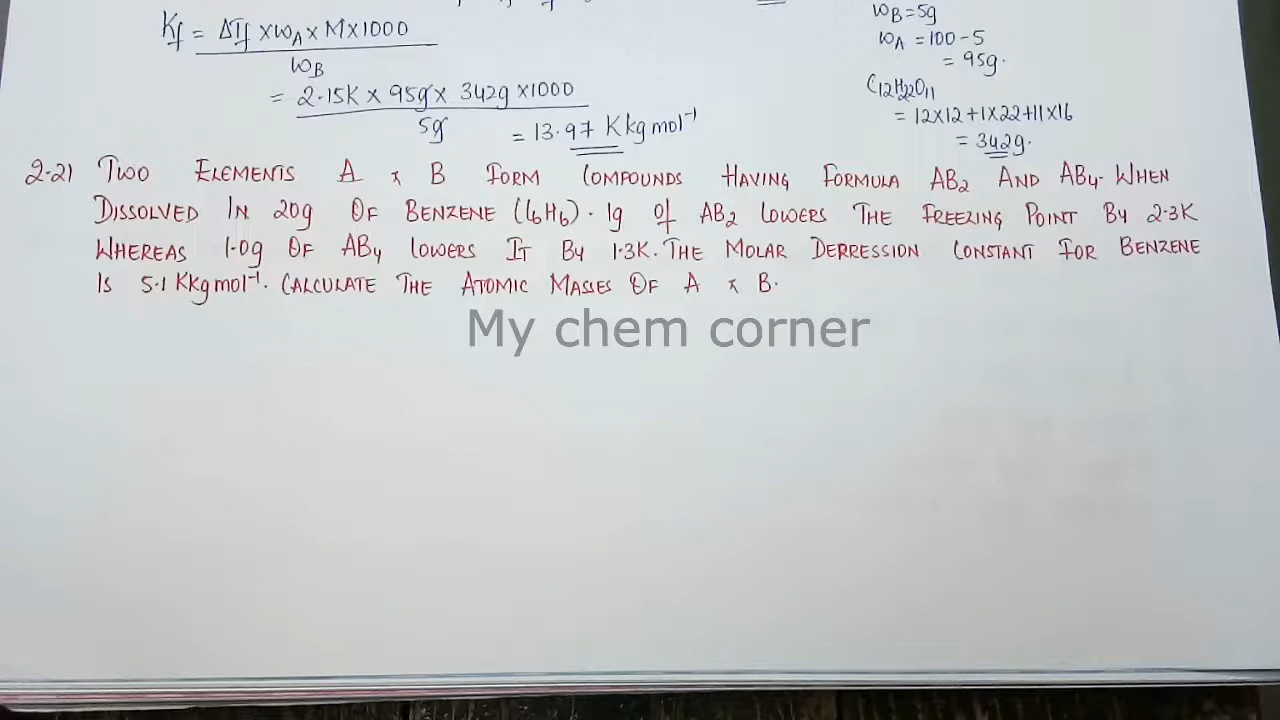 Kf = ΔTf × wA × M × 1000
wB
= 2.15K × 95g × 342g × 1000
5g
= 13.97 K kg mol⁻¹
wB = 5g
wA = 100 - 5
= 95g.
C12H22O11
= 12×12+1×22+11×16
= 342g.
2.21 TWO ELEMENTS A & B FORM COMPOUNDS HAVING FORMULA AB2 AND AB4. WHEN
DISSOLVED IN 20g OF BENZENE (C6H6). 1g Of AB2 LOWERS THE FREEZING POINT BY 2.3K
WHEREAS 1.0g OF AB4 LOWERS IT BY 1.3K. THE MOLAR DERRESSION CONSTANT FOR BENZENE
IS 5.1 KKg mol⁻¹. CALCULATE THE ATOMIC MASSES OF A & B.
My chem corner